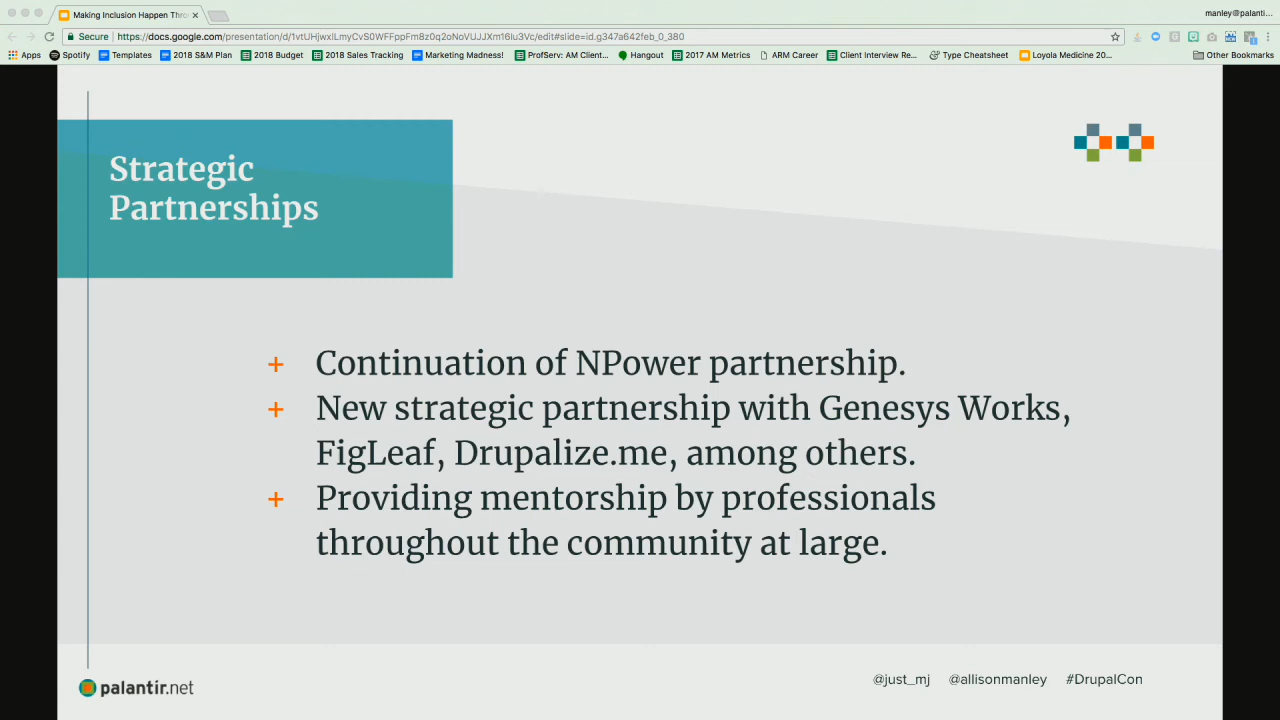 Making Inclusion Happen Thro
manley@palanti...
Secure
https://docs.google.com/presentation/d/1vtUHjwxILmyCvS0WFFppFm8z0q2oNoVUJJXm16Iu3Vc/edit#slide=id.g347a642feb_0_380
Apps Spotify Templates 2018 S&M Plan 2018 Budget 2018 Sales Tracking Marketing Madness! ProfServ: AM Client... Hangout 2017 AM Metrics ARM Career Client Interview Re... Type Cheatsheet Loyola Medicine 20... Other Bookmarks
Strategic
Partnerships
+ Continuation of NPower partnership.
+ New strategic partnership with Genesys Works,
FigLeaf, Drupalize.me, among others.
+ Providing mentorship by professionals
throughout the community at large.
palantir.net
@just_mj @allisonmanley #DrupalCon